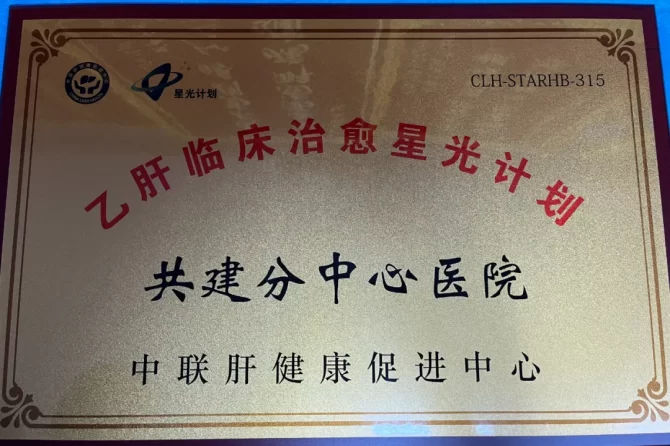 星光计划
CLH-STARHB-315
乙肝临床治愈星光计划
共建分中心医院
中联肝健康促进中心